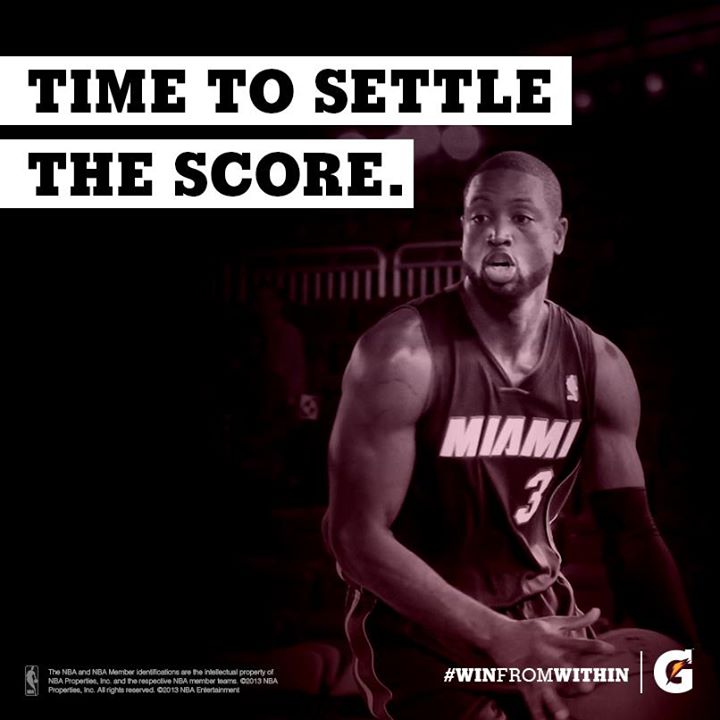 TIME TO SETTLE
THE SCORE.
MIAMI
3
The NBA and NBA Member identifications are the intellectual property of
NBA Properties, Inc. and the respective NBA member teams. ©2013 NBA
Properties, Inc. All rights reserved. ©2013 NBA Entertainment
#WINFROMWITHIN
G